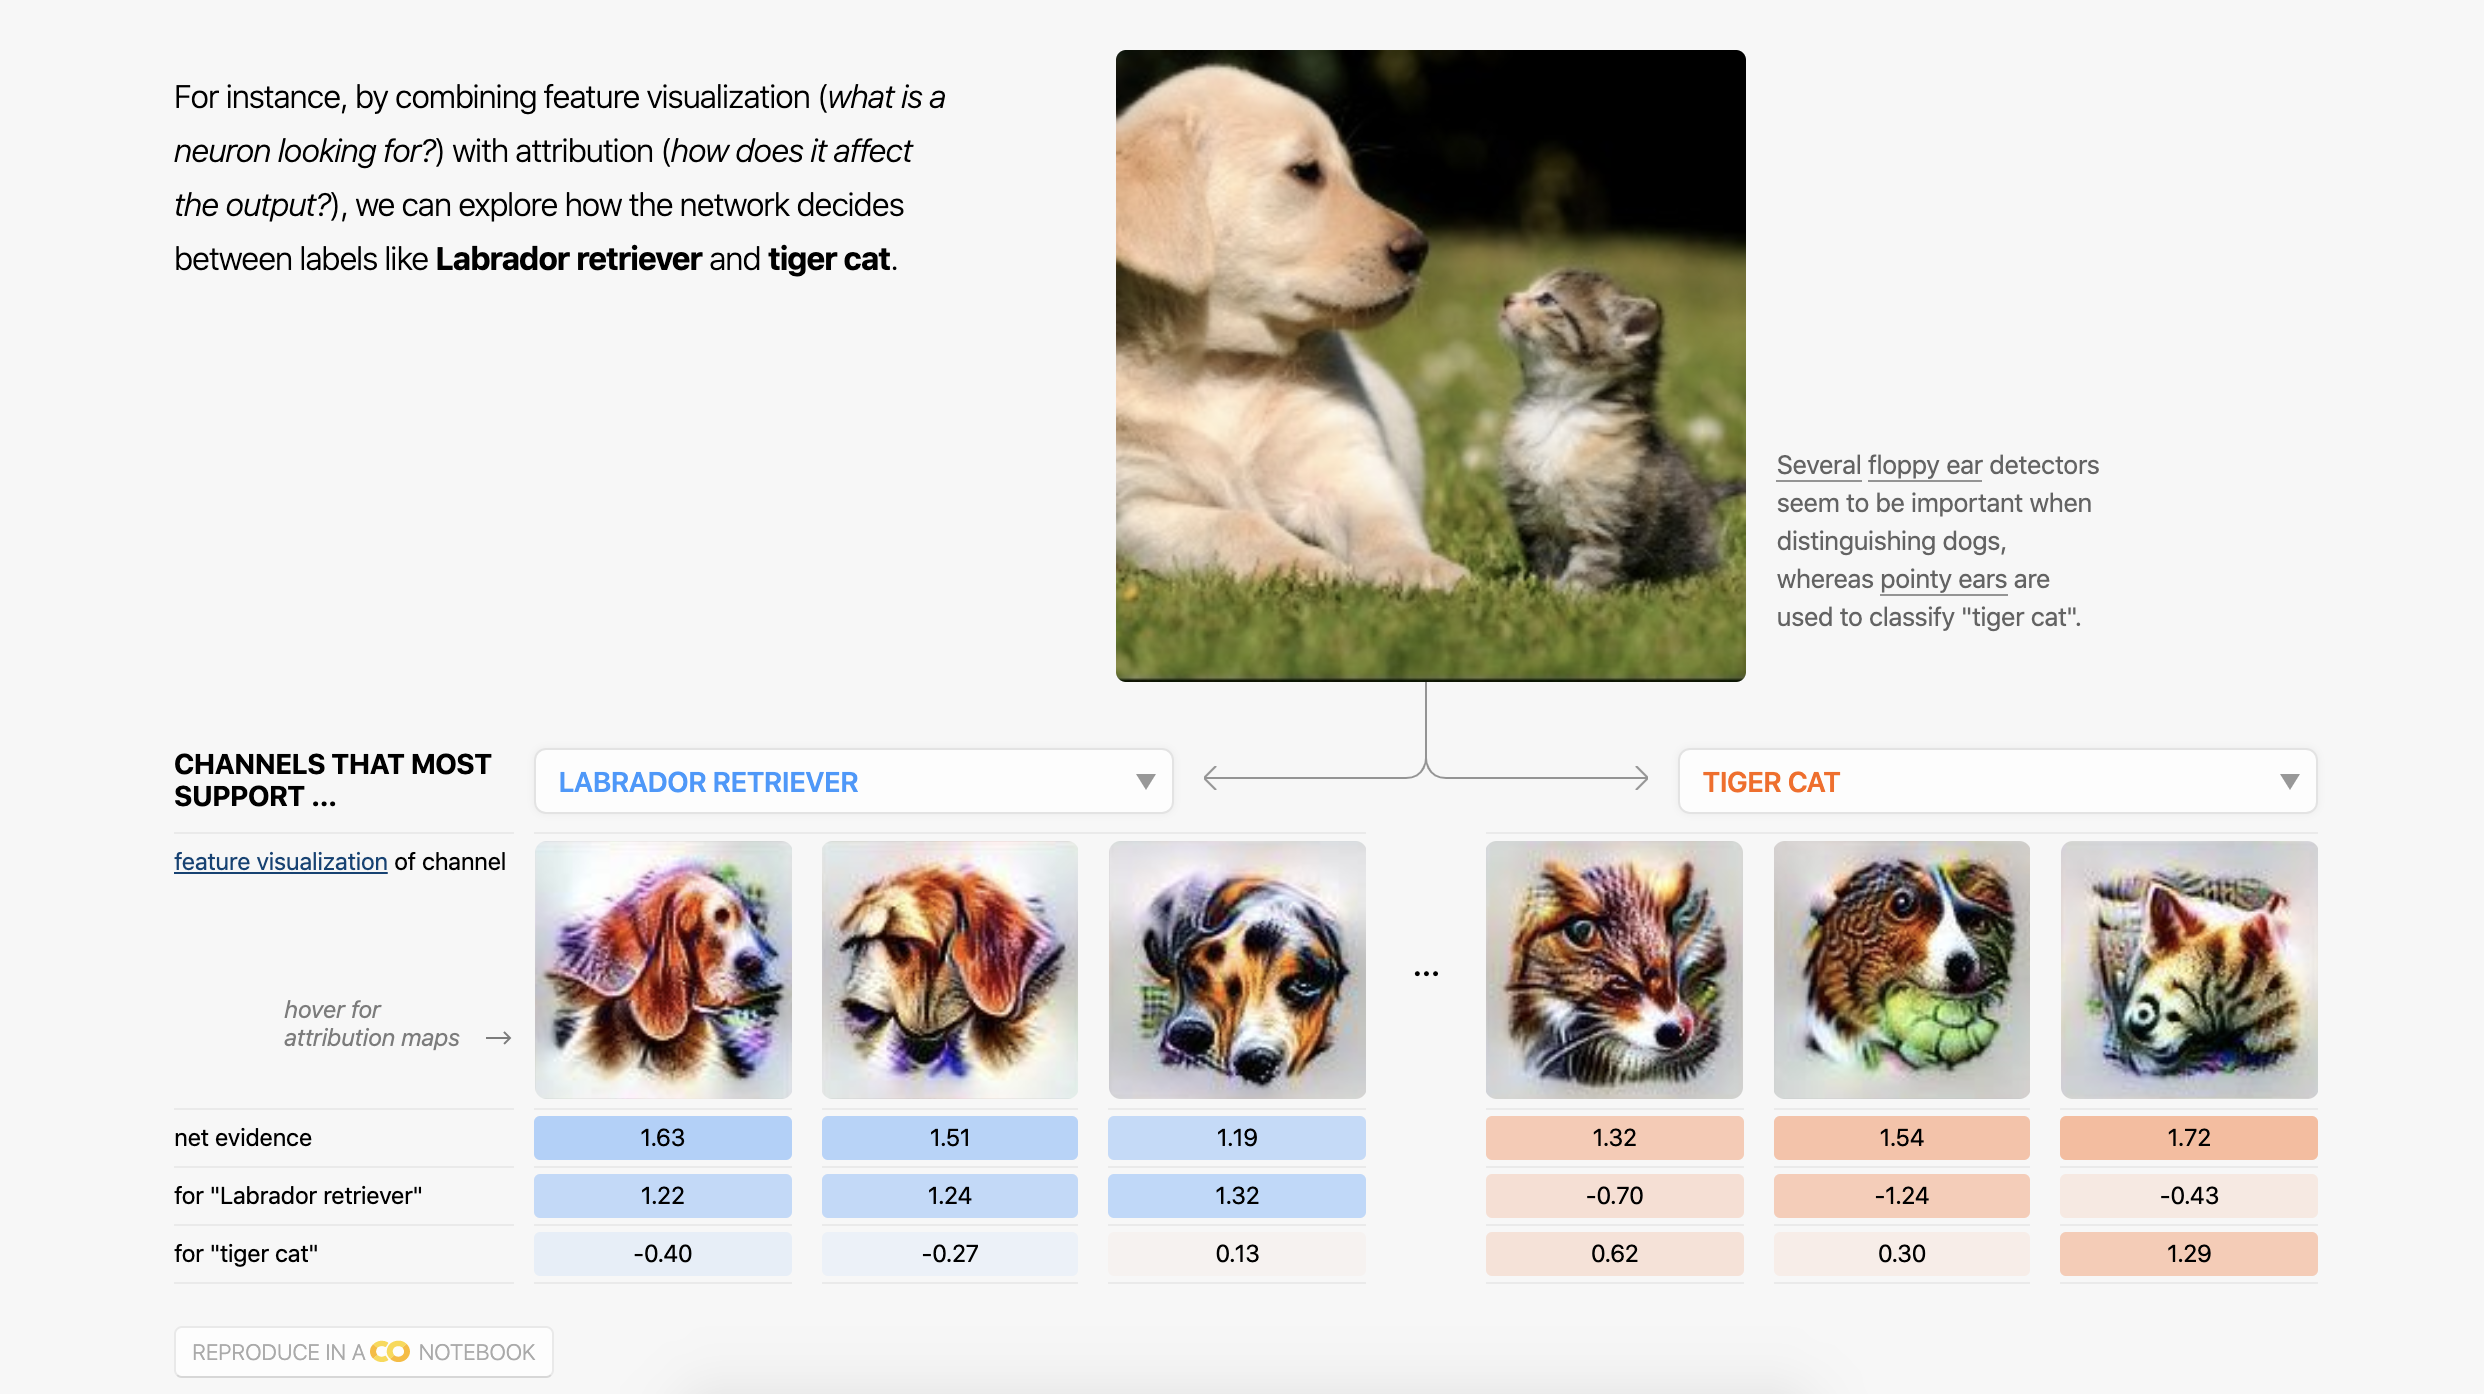 For instance, by combining feature visualization (what is a
neuron looking for?) with attribution (how does it affect
the output?), we can explore how the network decides
between labels like Labrador retriever and tiger cat.
Several floppy ear detectors
seem to be important when
distinguishing dogs,
whereas pointy ears are
used to classify "tiger cat".
CHANNELS THAT MOST
SUPPORT ...
LABRADOR RETRIEVER
TIGER CAT
feature visualization of channel
hover for
attribution maps →
...
net evidence 1.63 1.51 1.19 1.32 1.54 1.72
for "Labrador retriever" 1.22 1.24 1.32 -0.70 -1.24 -0.43
for "tiger cat" -0.40 -0.27 0.13 0.62 0.30 1.29
REPRODUCE IN A CO NOTEBOOK